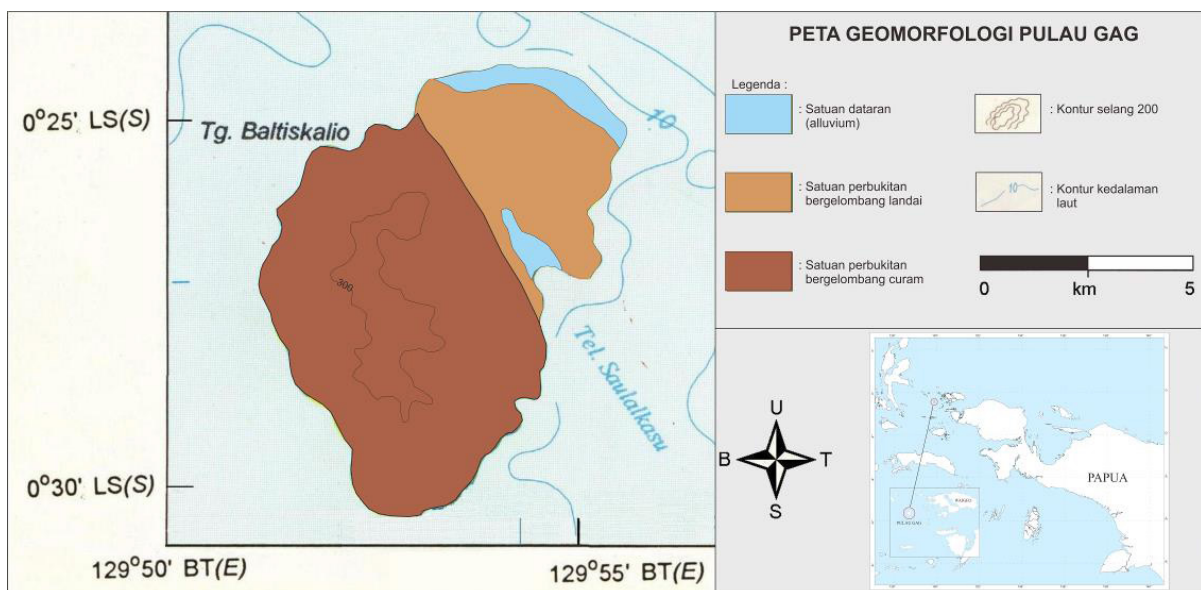 PETA GEOMORFOLOGI PULAU GAG
Legenda :
: Satuan dataran
(alluvium)
: Satuan perbukitan
bergelombang landai
: Satuan perbukitan
bergelombang curam
: Kontur selang 200
10
: Kontur kedalaman
laut
0 km 5
0°25' LS(S)
Tg. Baltiskalio
10
300
Tel. Saulalkasu
0°30' LS(S)
129°50' BT(E)
129°55' BT(E)
U
B T
S
PAPUA
PULAU GAG